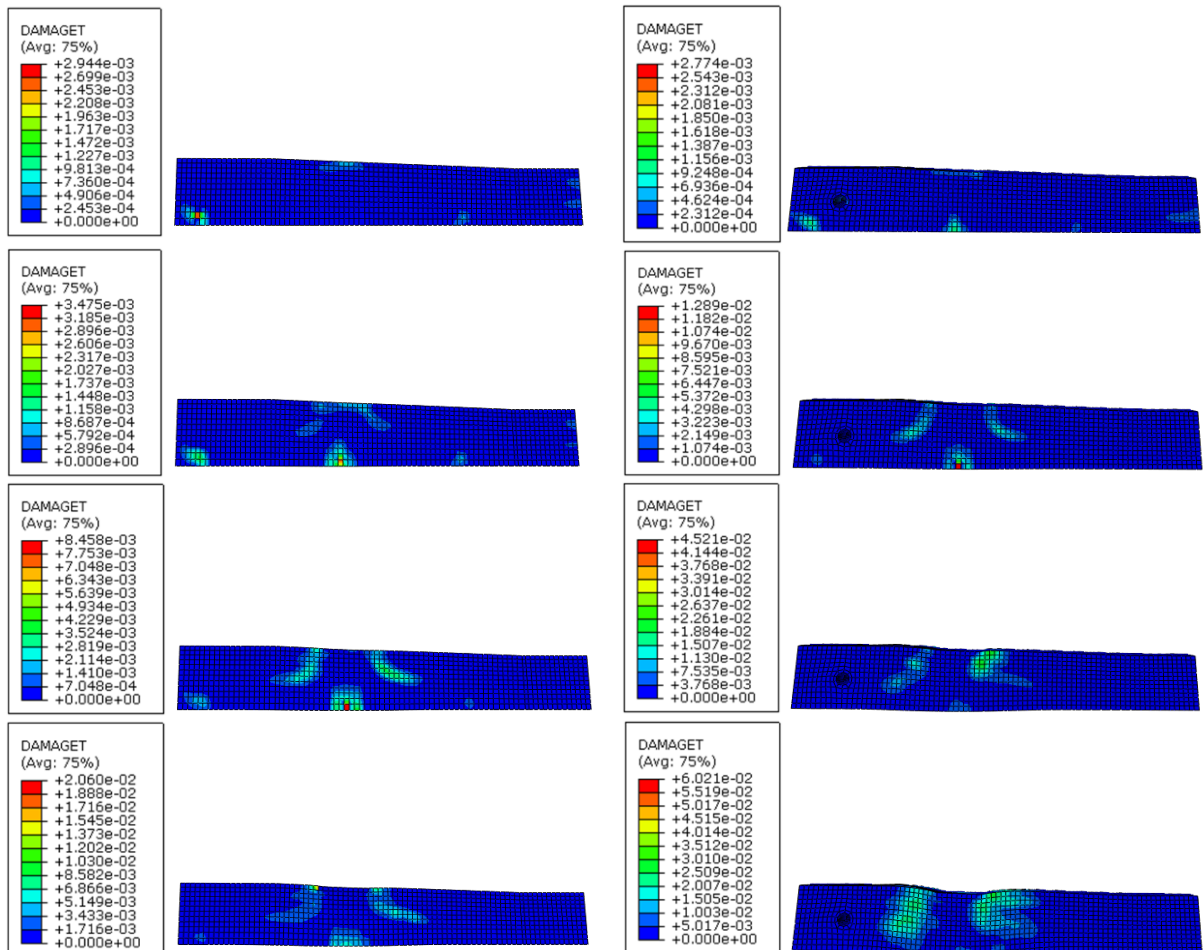 DAMAGET
(Avg: 75%)
+2.944e-03
+2.699e-03
+2.453e-03
+2.208e-03
+1.963e-03
+1.717e-03
+1.472e-03
+1.227e-03
+9.813e-04
+7.360e-04
+4.906e-04
+2.453e-04
+0.000e+00
DAMAGET
(Avg: 75%)
+2.774e-03
+2.543e-03
+2.312e-03
+2.081e-03
+1.850e-03
+1.618e-03
+1.387e-03
+1.156e-03
+9.248e-04
+6.936e-04
+4.624e-04
+2.312e-04
+0.000e+00
DAMAGET
(Avg: 75%)
+3.475e-03
+3.185e-03
+2.896e-03
+2.606e-03
+2.317e-03
+2.027e-03
+1.737e-03
+1.448e-03
+1.158e-03
+8.687e-04
+5.792e-04
+2.896e-04
+0.000e+00
DAMAGET
(Avg: 75%)
+1.289e-02
+1.182e-02
+1.074e-02
+9.670e-03
+8.595e-03
+7.521e-03
+6.447e-03
+5.372e-03
+4.298e-03
+3.223e-03
+2.149e-03
+1.074e-03
+0.000e+00
DAMAGET
(Avg: 75%)
+8.458e-03
+7.753e-03
+7.048e-03
+6.343e-03
+5.639e-03
+4.934e-03
+4.229e-03
+3.524e-03
+2.819e-03
+2.114e-03
+1.410e-03
+7.048e-04
+0.000e+00
DAMAGET
(Avg: 75%)
+4.521e-02
+4.144e-02
+3.768e-02
+3.391e-02
+3.014e-02
+2.637e-02
+2.261e-02
+1.884e-02
+1.507e-02
+1.130e-02
+7.535e-03
+3.768e-03
+0.000e+00
DAMAGET
(Avg: 75%)
+2.060e-02
+1.888e-02
+1.716e-02
+1.545e-02
+1.373e-02
+1.202e-02
+1.030e-02
+8.582e-03
+6.866e-03
+5.149e-03
+3.433e-03
+1.716e-03
+0.000e+00
DAMAGET
(Avg: 75%)
+6.021e-02
+5.519e-02
+5.017e-02
+4.515e-02
+4.014e-02
+3.512e-02
+3.010e-02
+2.509e-02
+2.007e-02
+1.505e-02
+1.003e-02
+5.017e-03
+0.000e+00